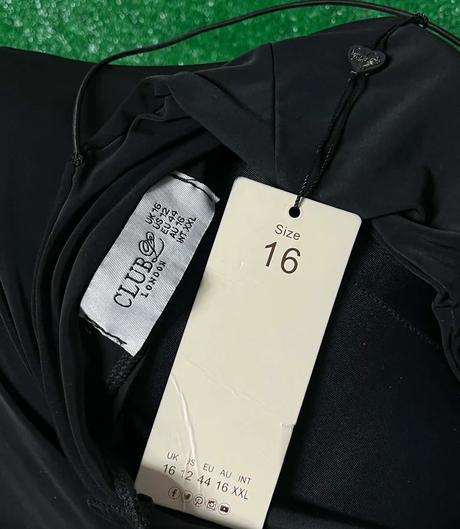 UK 16
US 12
EU 44
AU 16
INT XXL
CLUB L
LONDON
Size
16
UK US EU AU INT
16 12 44 16 XXL